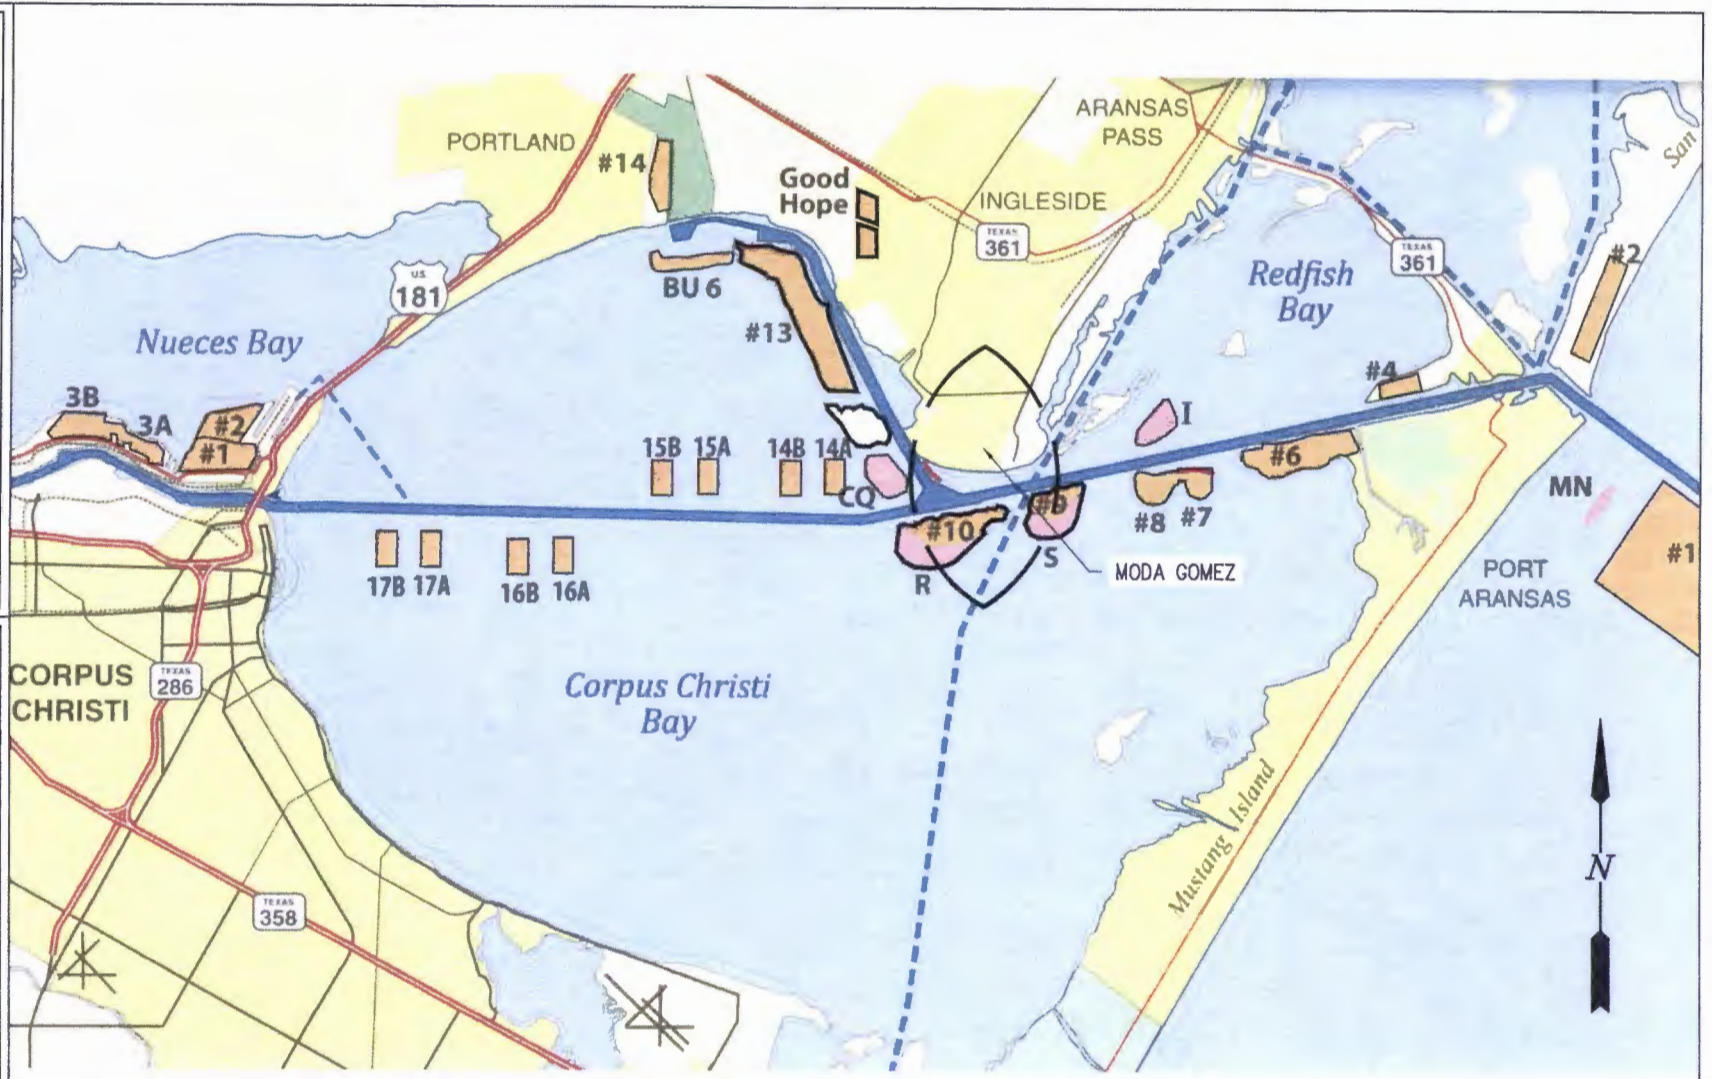 ARANSAS
PASS
PORTLAND
#14
Good
Hope
INGLESIDE
TEXAS
361
San
US
181
BU 6
#13
Redfish
Bay
TEXAS
361
#2
Nueces Bay
#4
3B
3A
#2
#1
I
15B
15A
14B
14A
CQ
#6
#9
#10
#8
#7
MN
R
S
MODA GOMEZ
#1
17B
17A
16B
16A
PORT
ARANSAS
CORPUS
CHRISTI
TEXAS
286
Corpus Christi
Bay
Mustang Island
N
TEXAS
358